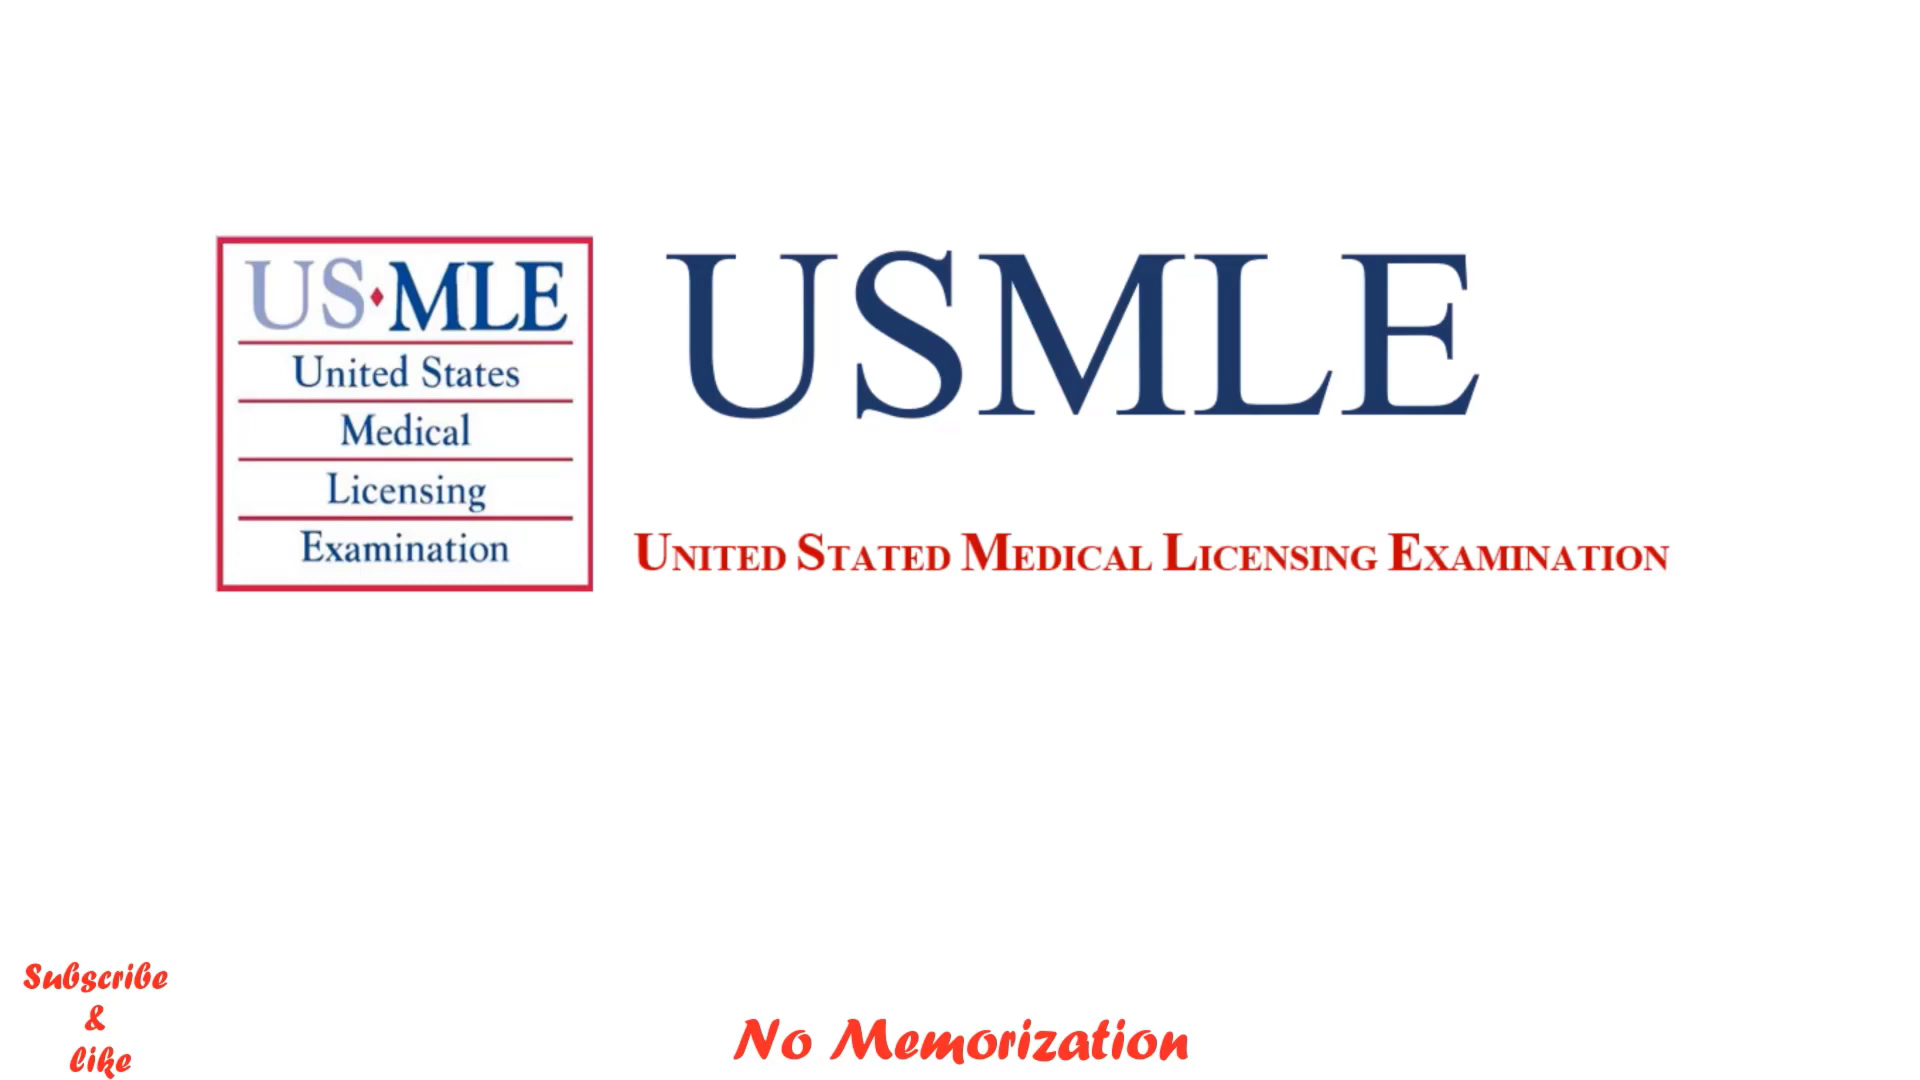 US♦MLE
United States
Medical
Licensing
Examination
USMLE
UNITED STATED MEDICAL LICENSING EXAMINATION
Subscribe
&
like
No Memorization